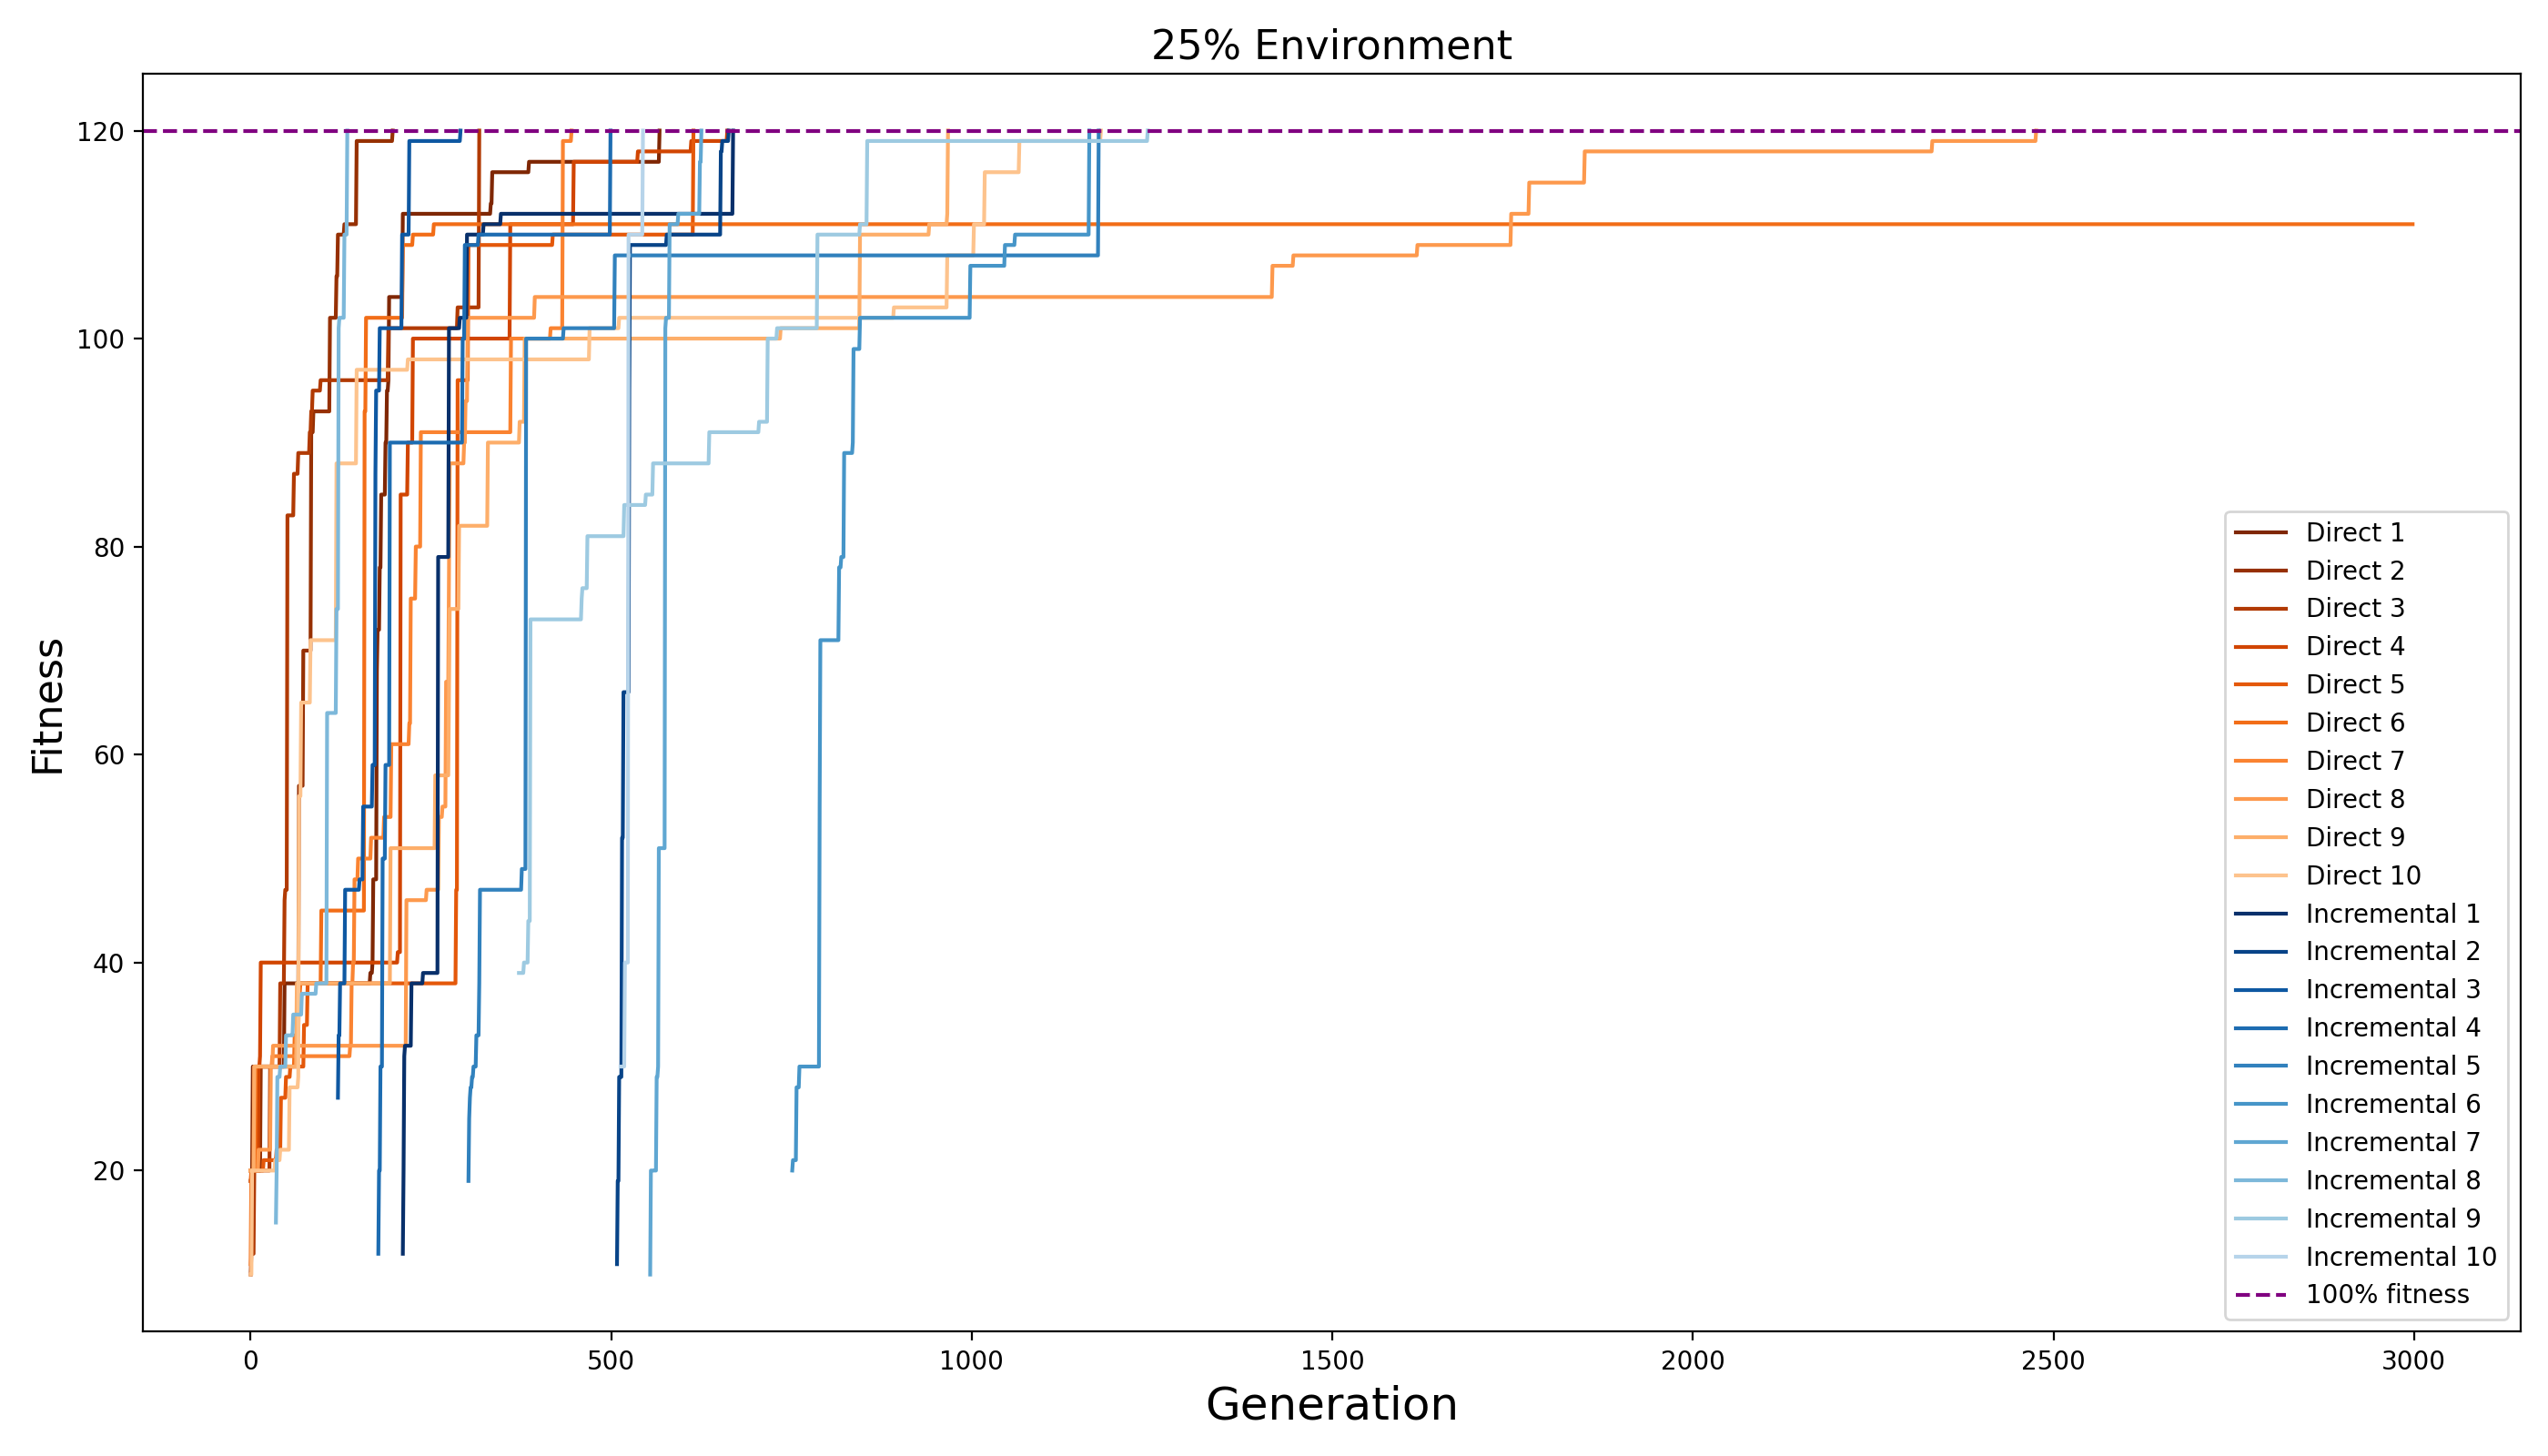 25% Environment
Fitness
120
100
80
60
40
20
0
500
1000
1500
2000
2500
3000
Generation
Direct 1
Direct 2
Direct 3
Direct 4
Direct 5
Direct 6
Direct 7
Direct 8
Direct 9
Direct 10
Incremental 1
Incremental 2
Incremental 3
Incremental 4
Incremental 5
Incremental 6
Incremental 7
Incremental 8
Incremental 9
Incremental 10
100% fitness